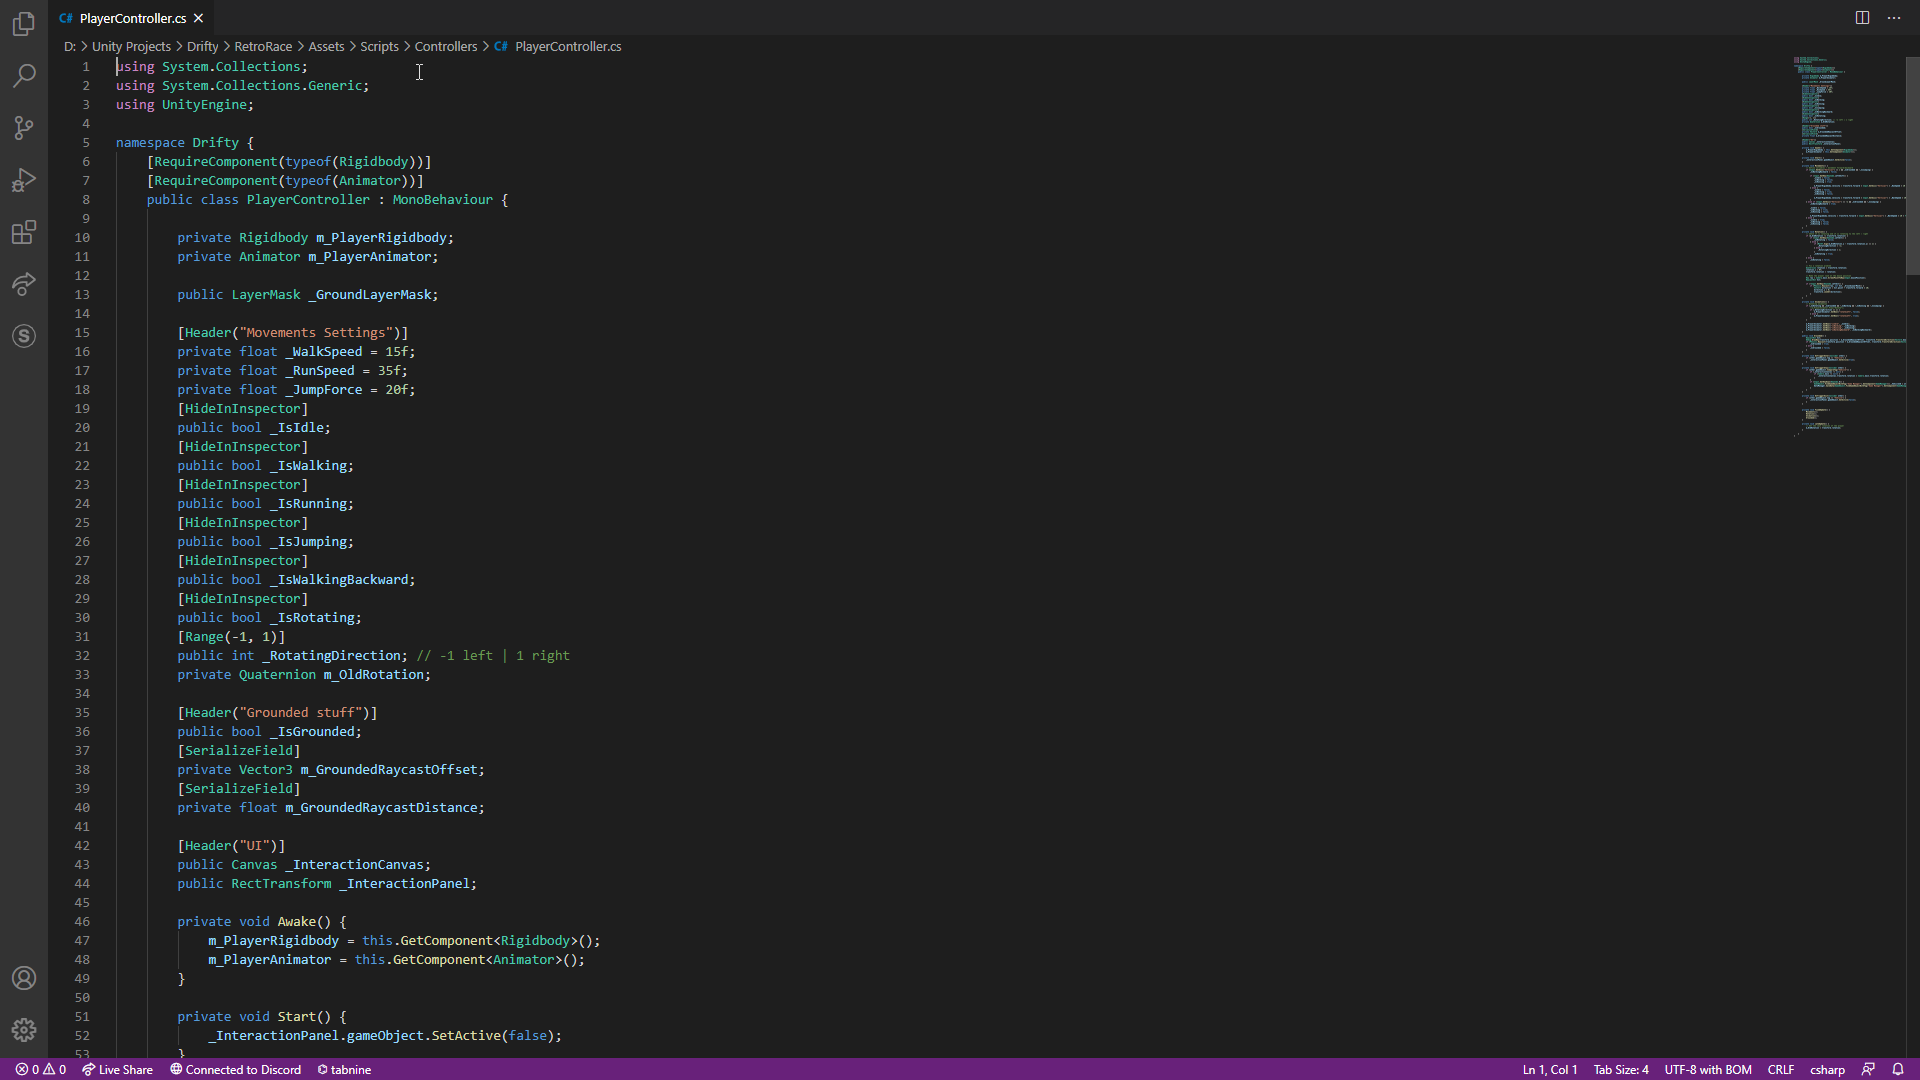 PlayerController.cs
D: > Unity Projects > Drifty > RetroRace > Assets > Scripts > Controllers > PlayerController.cs
1 using System.Collections;
2 using System.Collections.Generic;
3 using UnityEngine;
4
5 namespace Drifty {
6 [RequireComponent(typeof(Rigidbody))]
7 [RequireComponent(typeof(Animator))]
8 public class PlayerController : MonoBehaviour {
9
10 private Rigidbody m_PlayerRigidbody;
11 private Animator m_PlayerAnimator;
12
13 public LayerMask _GroundLayerMask;
14
15 [Header("Movements Settings")]
16 private float _WalkSpeed = 15f;
17 private float _RunSpeed = 35f;
18 private float _JumpForce = 20f;
19 [HideInInspector]
20 public bool _IsIdle;
21 [HideInInspector]
22 public bool _IsWalking;
23 [HideInInspector]
24 public bool _IsRunning;
25 [HideInInspector]
26 public bool _IsJumping;
27 [HideInInspector]
28 public bool _IsWalkingBackward;
29 [HideInInspector]
30 public bool _IsRotating;
31 [Range(-1, 1)]
32 public int _RotatingDirection; // -1 left | 1 right
33 private Quaternion m_OldRotation;
34
35 [Header("Grounded stuff")]
36 public bool _IsGrounded;
37 [SerializeField]
38 private Vector3 m_GroundedRaycastOffset;
39 [SerializeField]
40 private float m_GroundedRaycastDistance;
41
42 [Header("UI")]
43 public Canvas _InteractionCanvas;
44 public RectTransform _InteractionPanel;
45
46 private void Awake() {
47 m_PlayerRigidbody = this.GetComponent<Rigidbody>();
48 m_PlayerAnimator = this.GetComponent<Animator>();
49 }
50
51 private void Start() {
52 _InteractionPanel.gameObject.SetActive(false);
53 }
0 0 Live Share Connected to Discord tabnine Ln 1, Col 1 Tab Size: 4 UTF-8 with BOM CRLF csharp